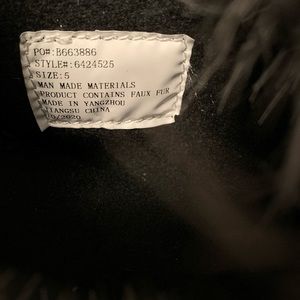 PO#:B663886
STYLE#:6424525
SIZE:5
MAN MADE MATERIALS
PRODUCT CONTAINS FAUX FUR
MADE IN YANGZHOU
JIANGSU CHINA
10/2020